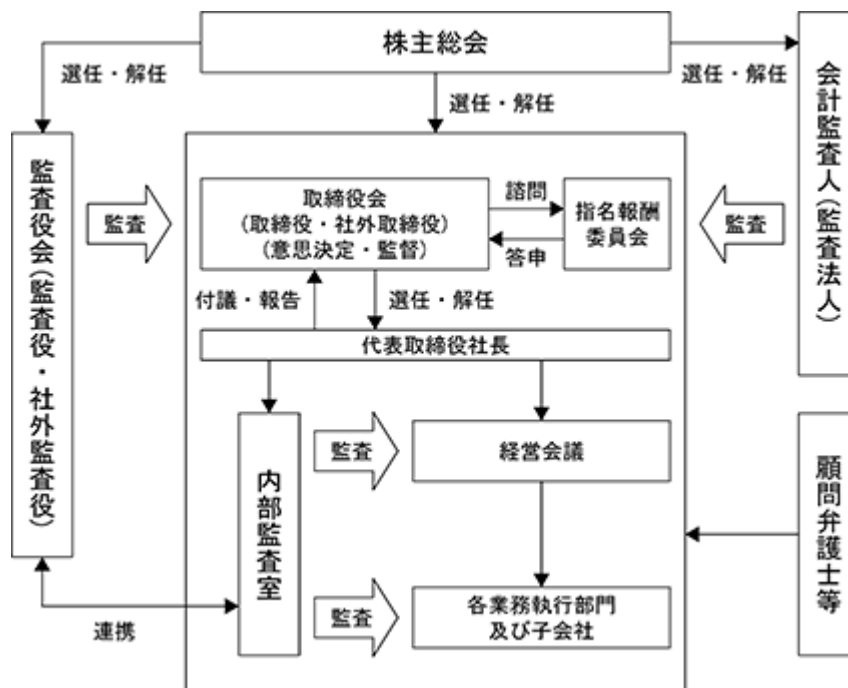 株主総会
選任・解任
選任・解任
選任・解任
監査役会(監査役・社外監査役)
会計監査人(監査法人)
監査
取締役会
(取締役・社外取締役)
(意思決定・監督)
諮問
答申
指名報酬
委員会
監査
付議・報告
選任・解任
代表取締役社長
内部監査室
監査
経営会議
顧問弁護士等
監査
各業務執行部門
及び子会社
連携